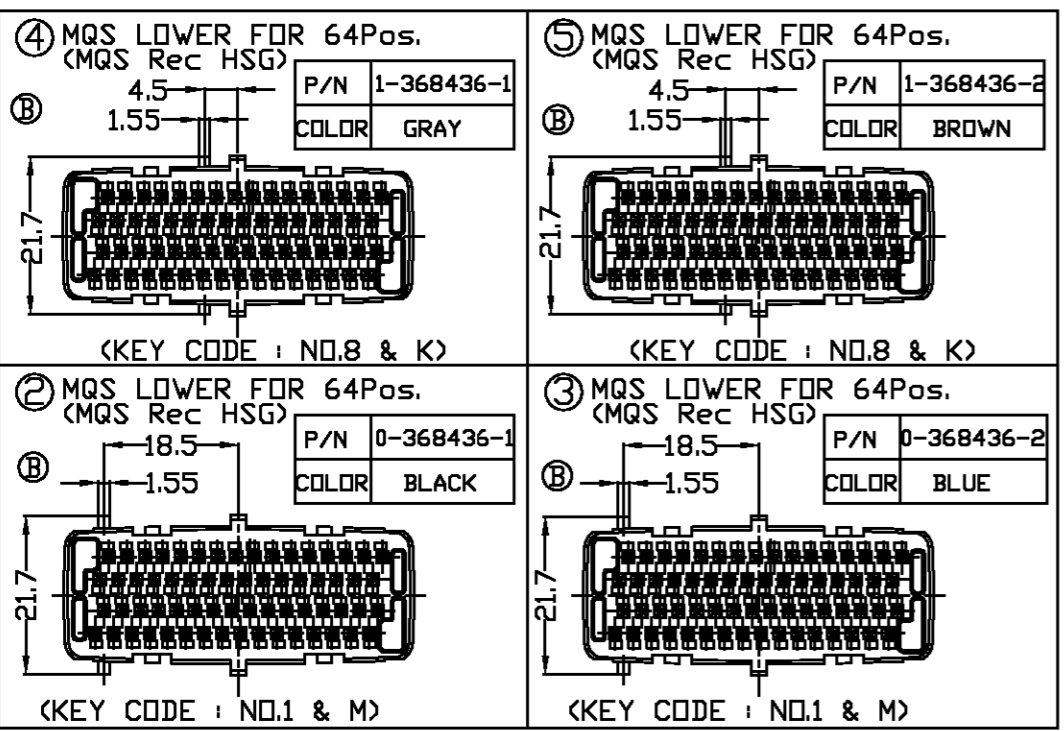 ④ MQS LOWER FOR 64Pos.
(MQS Rec HSG)
P/N 1-368436-1
COLOR GRAY
4.5
1.55
Ⓑ
21.7
(KEY CODE : NO.8 & K)
⑤ MQS LOWER FOR 64Pos.
(MQS Rec HSG)
P/N 1-368436-2
COLOR BROWN
4.5
1.55
Ⓑ
21.7
(KEY CODE : NO.8 & K)
② MQS LOWER FOR 64Pos.
(MQS Rec HSG)
P/N 0-368436-1
COLOR BLACK
18.5
Ⓑ
1.55
21.7
(KEY CODE : NO.1 & M)
③ MQS LOWER FOR 64Pos.
(MQS Rec HSG)
P/N 0-368436-2
COLOR BLUE
18.5
Ⓑ
1.55
21.7
(KEY CODE : NO.1 & M)